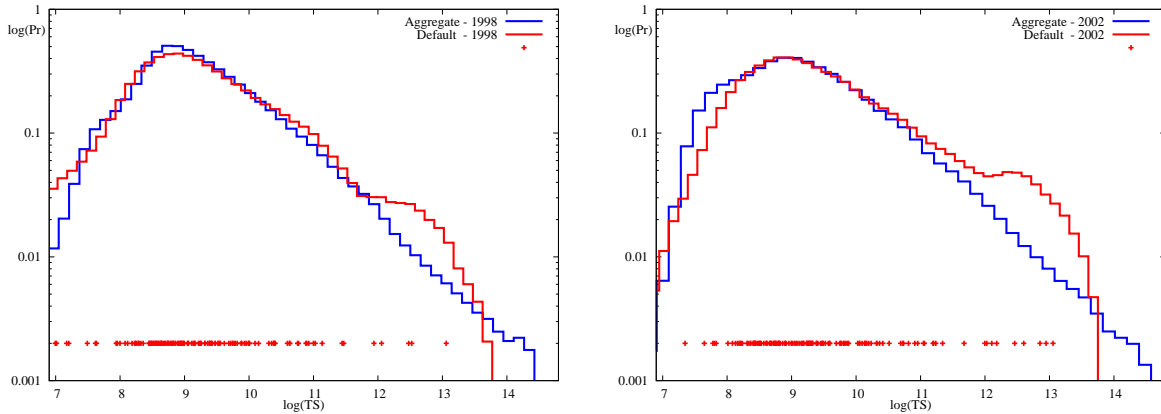 1
log(Pr)
Aggregate - 1998
Default - 1998
0.1
0.01
0.001
7 8 9 10 11 12 13 14
log(TS)
1
log(Pr)
Aggregate - 2002
Default - 2002
0.1
0.01
0.001
7 8 9 10 11 12 13 14
log(TS)